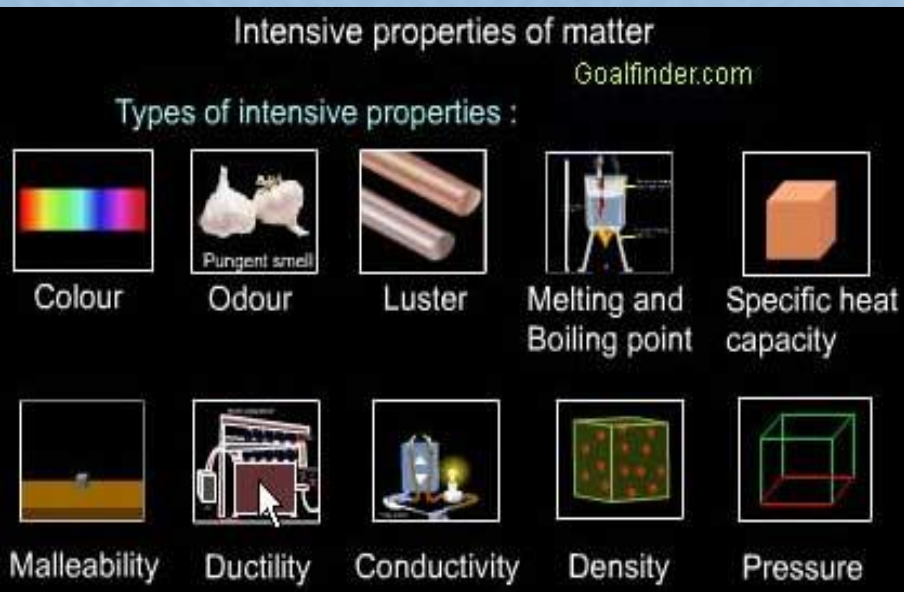 Intensive properties of matter
Goalfinder.com
Types of intensive properties :
Pungent smell
Colour
Odour
Luster
Melting and
Boiling point
Specific heat
capacity
Malleability
Ductility
Conductivity
Density
Pressure